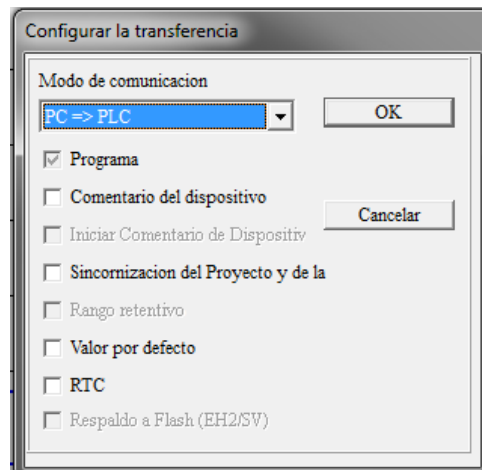 Configurar la transferencia
Modo de comunicacion
PC => PLC
OK
Programa
Comentario del dispositivo
Cancelar
Iniciar Comentario de Dispositiv
Sincornizacion del Proyecto y de la
Rango retentivo
Valor por defecto
RTC
Respaldo a Flash (EH2/SV)